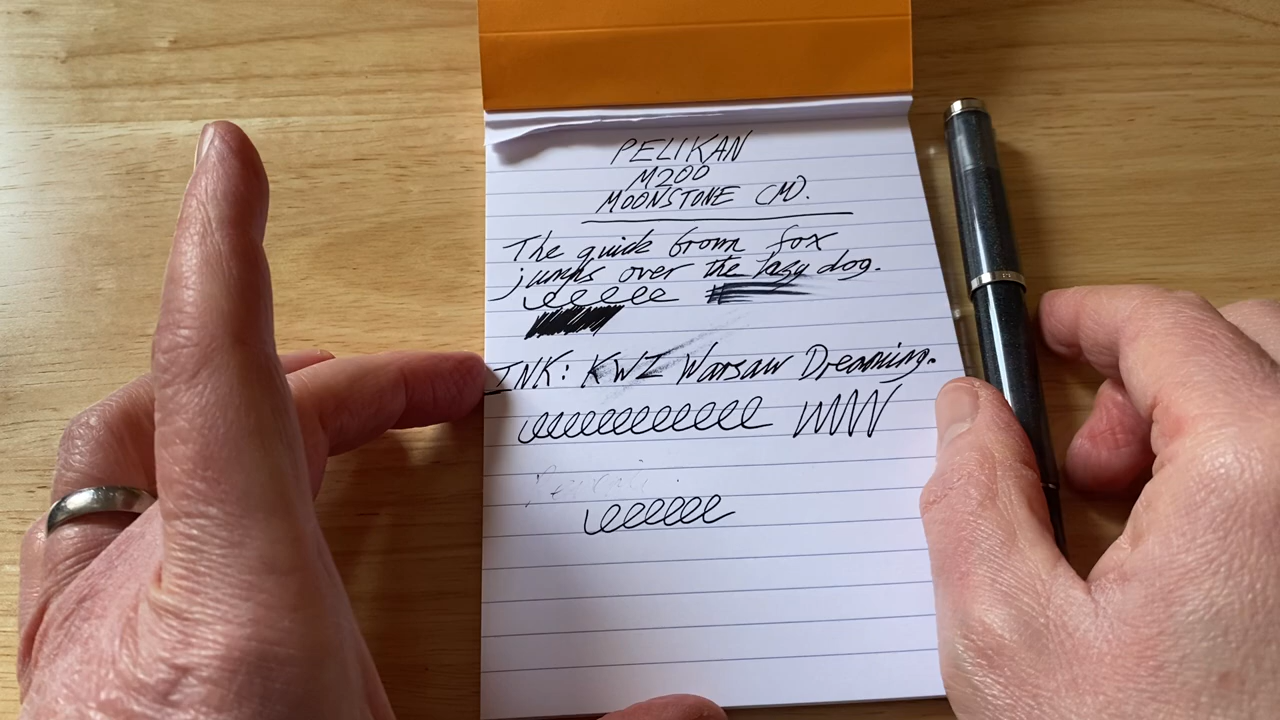 PELIKAN
M200
MOONSTONE CM).
The quick brown fox
jumps over the lazy dog.
INK: KWZ Warsaw Dreaming.